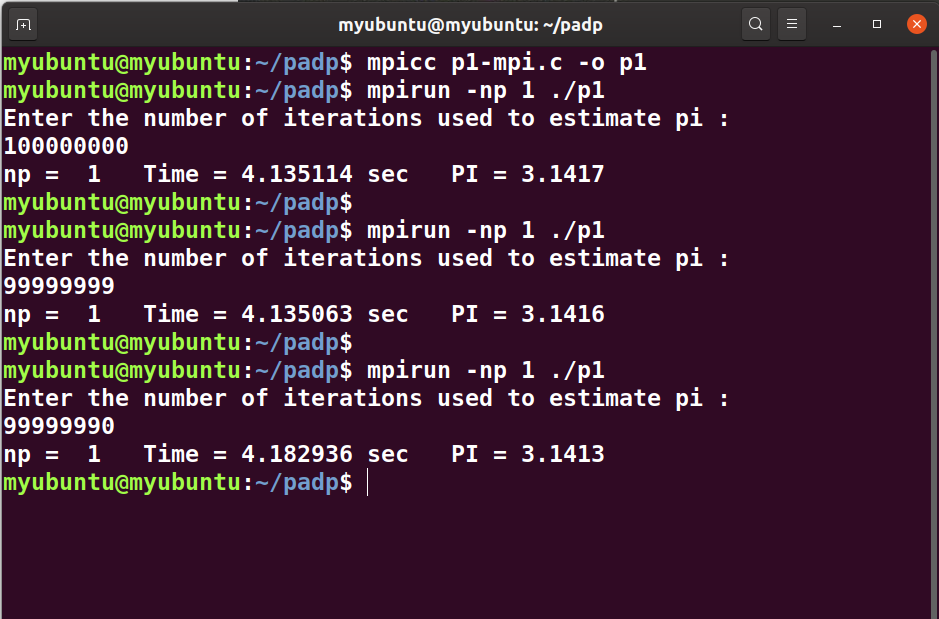 myubuntu@myubuntu: ~/padp
myubuntu@myubuntu:~/padp$ mpicc p1-mpi.c -o p1
myubuntu@myubuntu:~/padp$ mpirun -np 1 ./p1
Enter the number of iterations used to estimate pi :
100000000
np =  1   Time = 4.135114 sec   PI = 3.1417
myubuntu@myubuntu:~/padp$
myubuntu@myubuntu:~/padp$ mpirun -np 1 ./p1
Enter the number of iterations used to estimate pi :
99999999
np =  1   Time = 4.135063 sec   PI = 3.1416
myubuntu@myubuntu:~/padp$
myubuntu@myubuntu:~/padp$ mpirun -np 1 ./p1
Enter the number of iterations used to estimate pi :
99999990
np =  1   Time = 4.182936 sec   PI = 3.1413
myubuntu@myubuntu:~/padp$